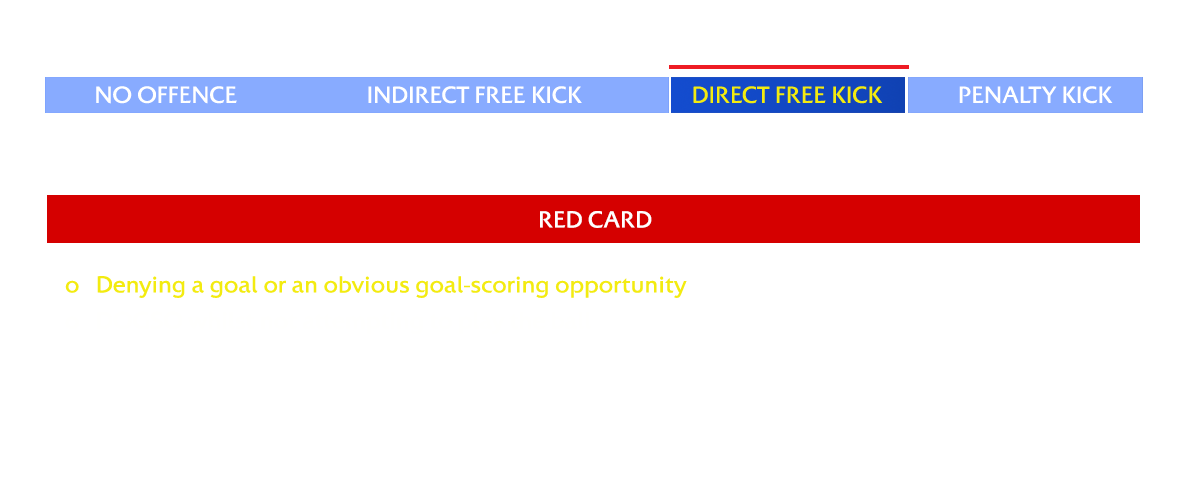 NO OFFENCE INDIRECT FREE KICK DIRECT FREE KICK PENALTY KICK
RED CARD
o Denying a goal or an obvious goal-scoring opportunity